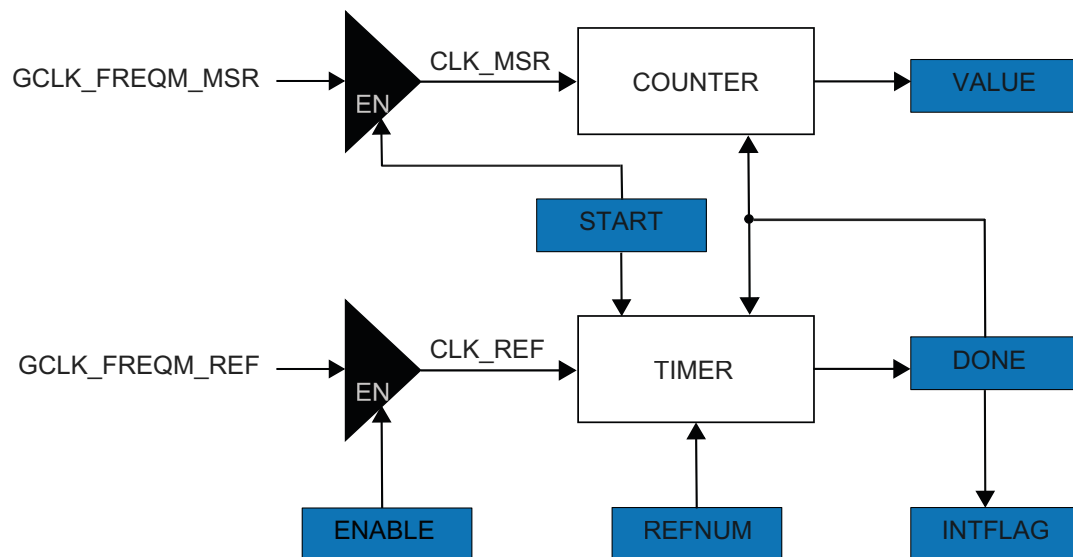 GCLK_FREQM_MSR
CLK_MSR
EN
COUNTER
VALUE
START
GCLK_FREQM_REF
CLK_REF
EN
TIMER
DONE
ENABLE
REFNUM
INTFLAG